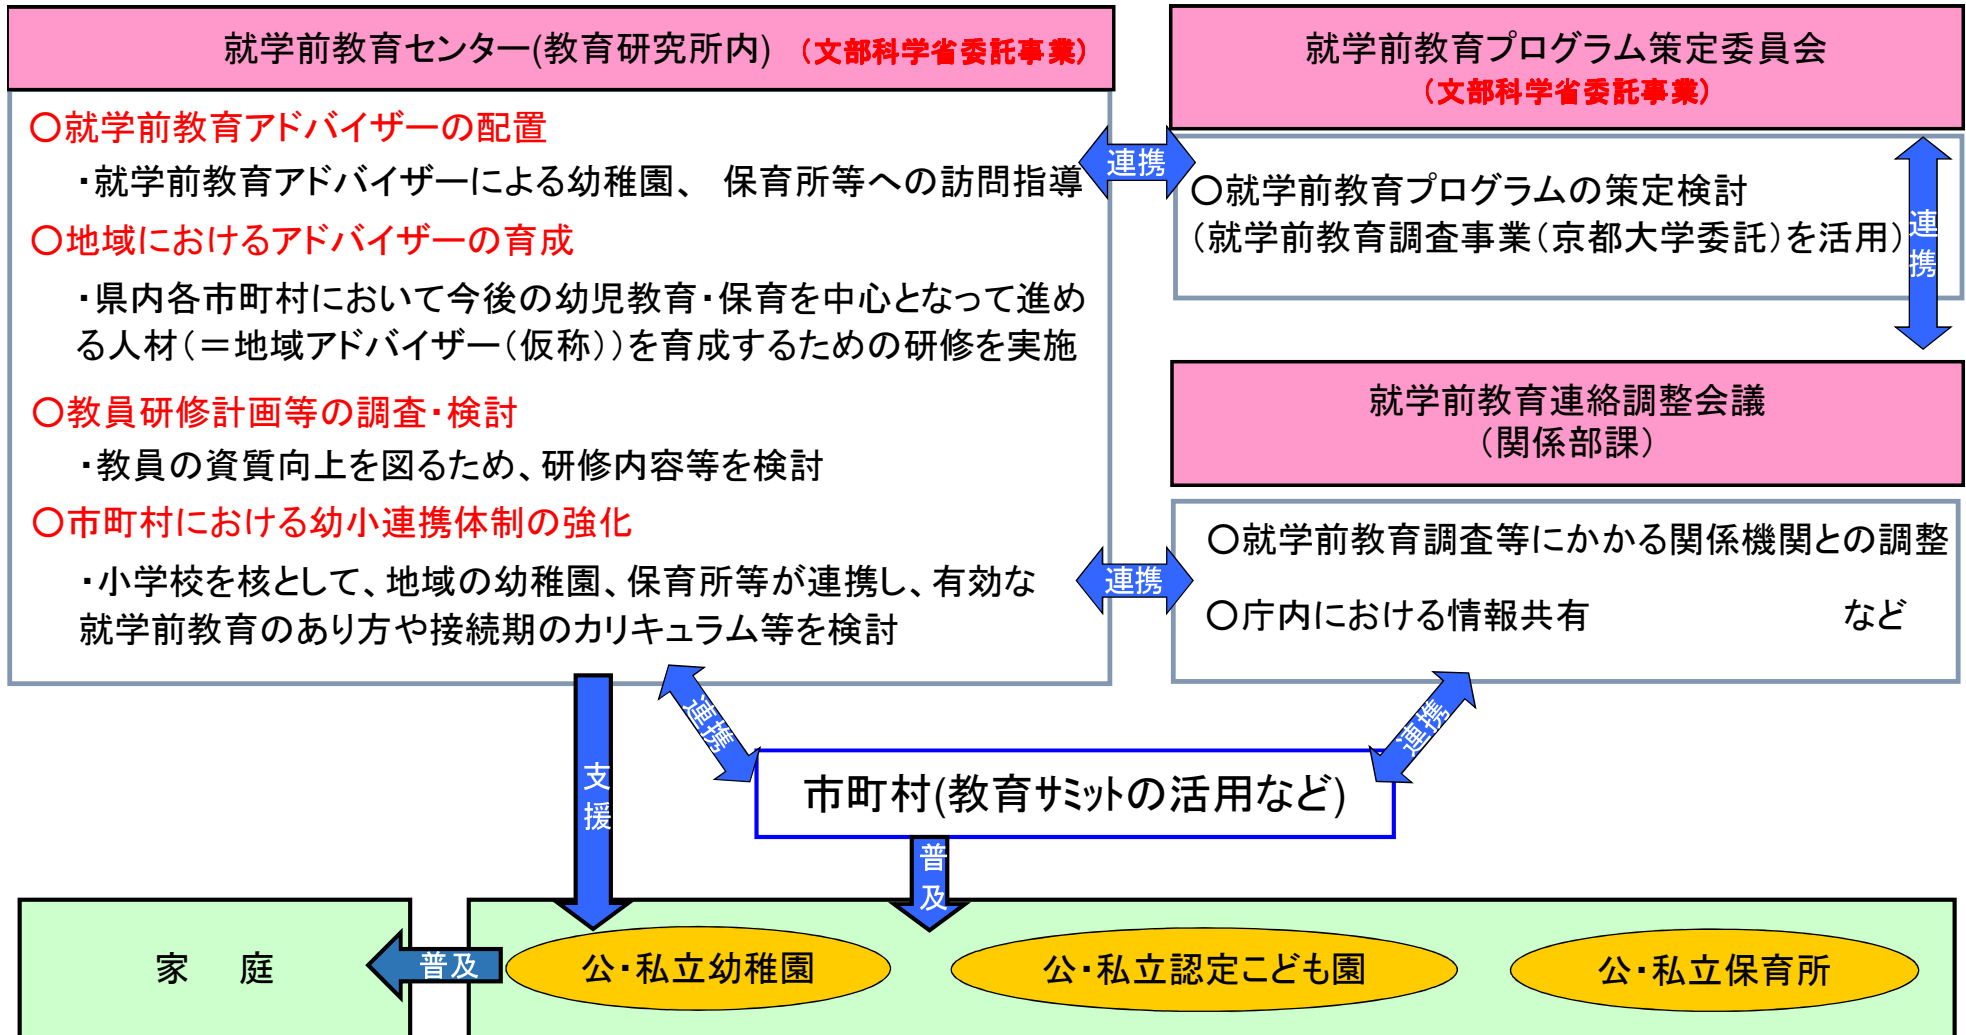 就学前教育センター(教育研究所内) (文部科学省委託事業)
〇就学前教育アドバイザーの配置
・就学前教育アドバイザーによる幼稚園、 保育所等への訪問指導
〇地域におけるアドバイザーの育成
・県内各市町村において今後の幼児教育・保育を中心となって進め
る人材(=地域アドバイザー(仮称))を育成するための研修を実施
〇教員研修計画等の調査・検討
・教員の資質向上を図るため、研修内容等を検討
〇市町村における幼小連携体制の強化
・小学校を核として、地域の幼稚園、保育所等が連携し、有効な
就学前教育のあり方や接続期のカリキュラム等を検討
連携
就学前教育プログラム策定委員会
(文部科学省委託事業)
〇就学前教育プログラムの策定検討
(就学前教育調査事業(京都大学委託)を活用)
連携
就学前教育連絡調整会議
(関係部課)
〇就学前教育調査等にかかる関係機関との調整
〇庁内における情報共有 など
連携
連携
連携
支援
市町村(教育サミットの活用など)
普及
家 庭
普及
公・私立幼稚園
公・私立認定こども園
公・私立保育所